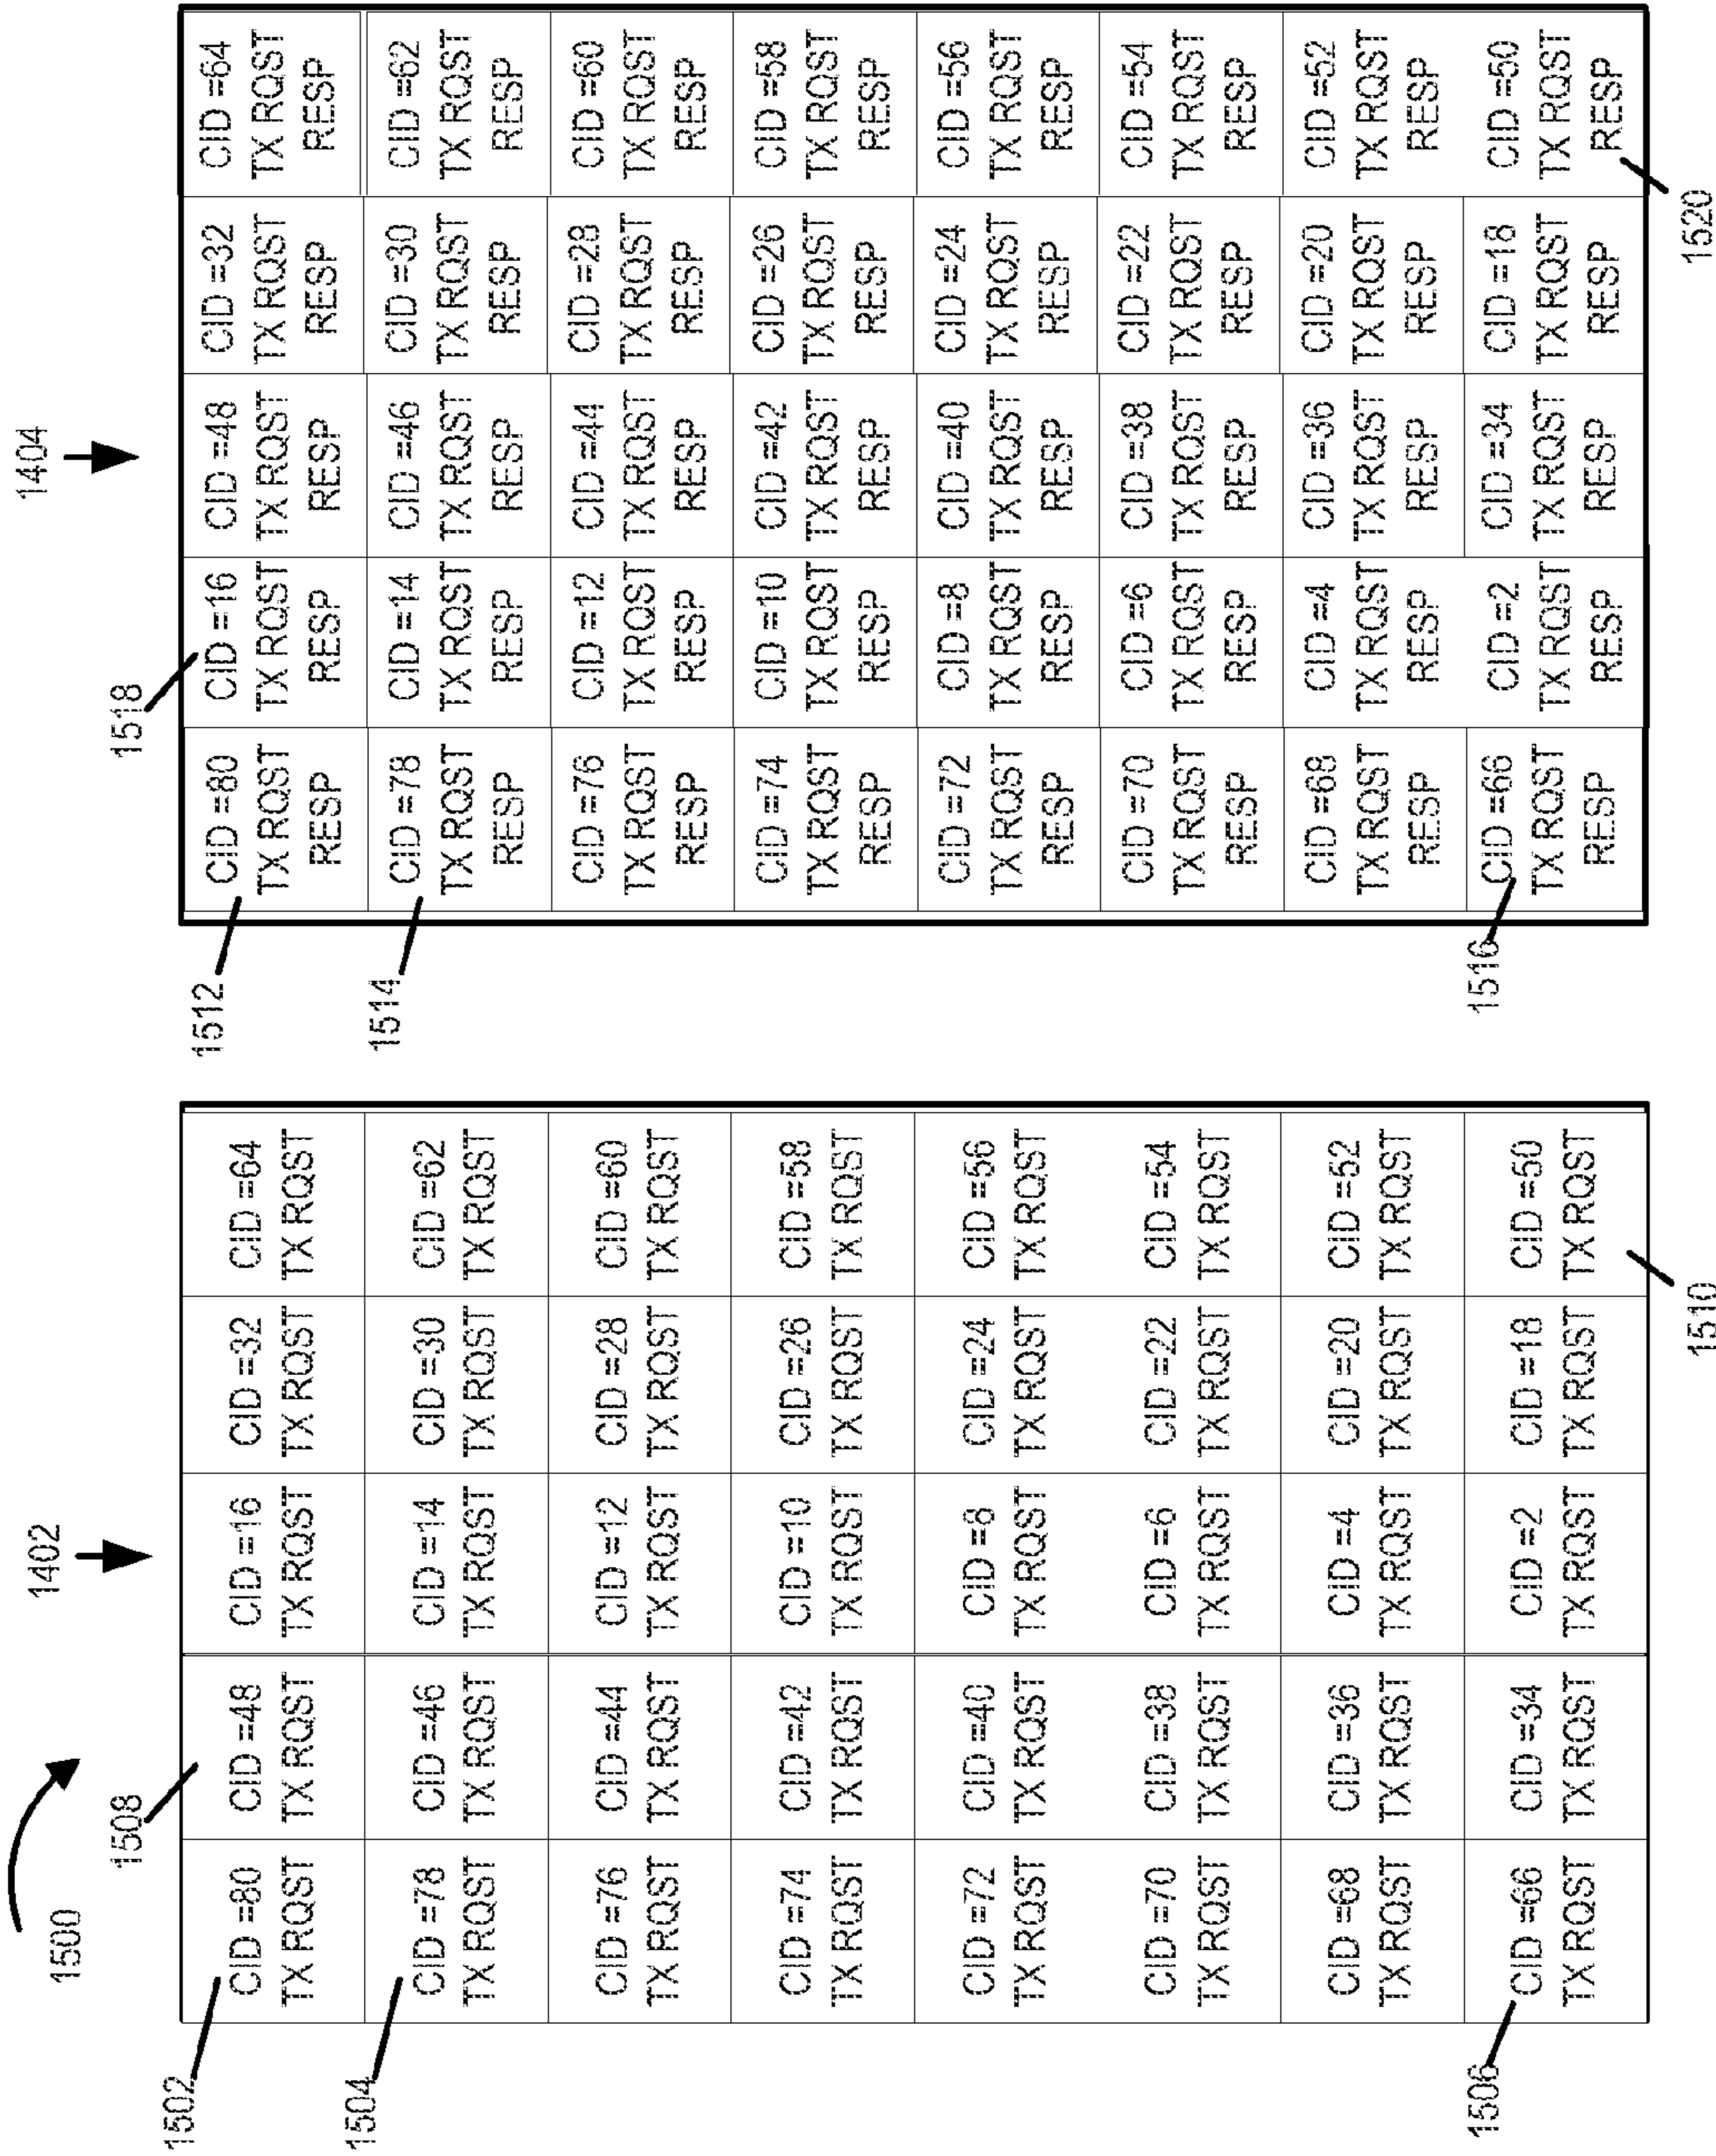 1500
1402
1508
1502
CID =80 CID =48 CID =16 CID =32 CID =64
TX RQST TX RQST TX RQST TX RQST TX RQST
1504
CID =78 CID =46 CID =14 CID =30 CID =62
TX RQST TX RQST TX RQST TX RQST TX RQST
CID =76 CID =44 CID =12 CID =28 CID =60
TX RQST TX RQST TX RQST TX RQST TX RQST
CID =74 CID =42 CID =10 CID =26 CID =58
TX RQST TX RQST TX RQST TX RQST TX RQST
CID =72 CID =40 CID =8 CID =24 CID =56
TX RQST TX RQST TX RQST TX RQST TX RQST
CID =70 CID =38 CID =6 CID =22 CID =54
TX RQST TX RQST TX RQST TX RQST TX RQST
CID =68 CID =36 CID =4 CID =20 CID =52
TX RQST TX RQST TX RQST TX RQST TX RQST
1506
CID =66 CID =34 CID =2 CID =18 CID =50
TX RQST TX RQST TX RQST TX RQST TX RQST
1510
1404
1518
1512
CID =80 CID =16 CID =48 CID =32 CID =64
TX RQST TX RQST TX RQST TX RQST TX RQST
RESP RESP RESP RESP RESP
1514
CID =78 CID =14 CID =46 CID =30 CID =62
TX RQST TX RQST TX RQST TX RQST TX RQST
RESP RESP RESP RESP RESP
CID =76 CID =12 CID =44 CID =28 CID =60
TX RQST TX RQST TX RQST TX RQST TX RQST
RESP RESP RESP RESP RESP
CID =74 CID =10 CID =42 CID =26 CID =58
TX RQST TX RQST TX RQST TX RQST TX RQST
RESP RESP RESP RESP RESP
CID =72 CID =8 CID =40 CID =24 CID =56
TX RQST TX RQST TX RQST TX RQST TX RQST
RESP RESP RESP RESP RESP
CID =70 CID =6 CID =38 CID =22 CID =54
TX RQST TX RQST TX RQST TX RQST TX RQST
RESP RESP RESP RESP RESP
CID =68 CID =4 CID =36 CID =20 CID =52
TX RQST TX RQST TX RQST TX RQST TX RQST
RESP RESP RESP RESP RESP
1516
CID =66 CID =2 CID =34 CID =18 CID =50
TX RQST TX RQST TX RQST TX RQST TX RQST
RESP RESP RESP RESP RESP
1520